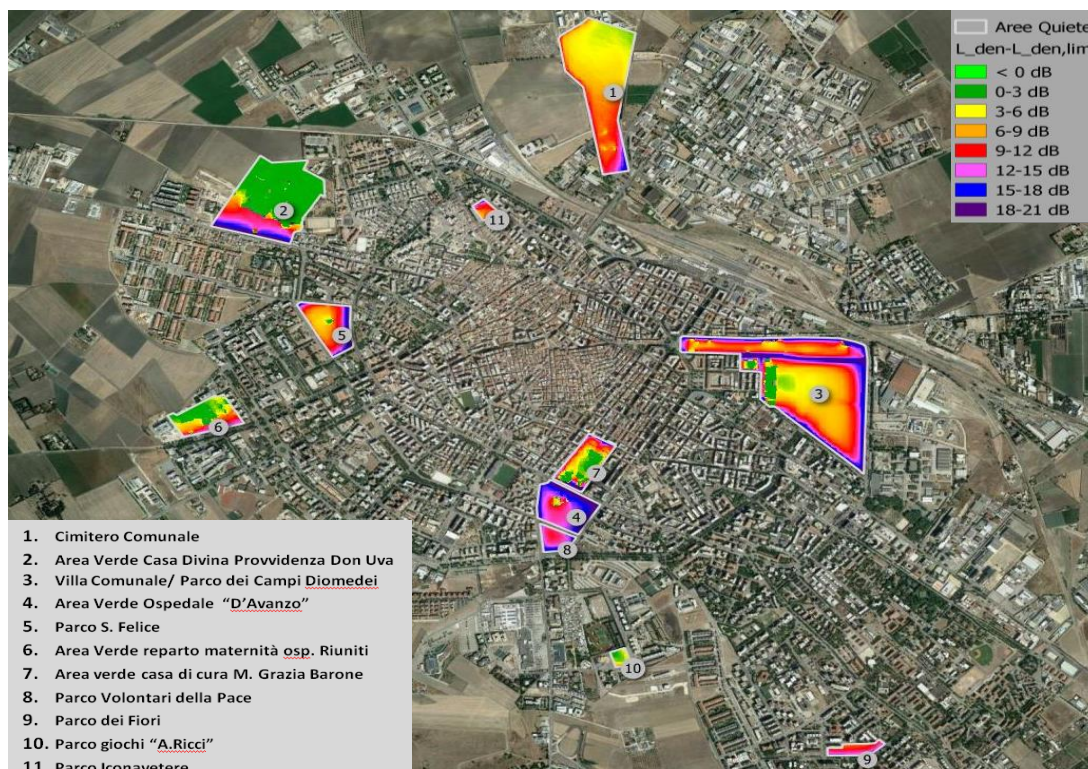 Aree Quiete
L_den-L_den,lim
< 0 dB
0-3 dB
3-6 dB
6-9 dB
9-12 dB
12-15 dB
15-18 dB
18-21 dB
1
2
11
5
3
6
7
4
8
10
9
1. Cimitero Comunale
2. Area Verde Casa Divina Provvidenza Don Uva
3. Villa Comunale/ Parco dei Campi Diomedei
4. Area Verde Ospedale “D’Avanzo”
5. Parco S. Felice
6. Area Verde reparto maternità osp. Riuniti
7. Area verde casa di cura M. Grazia Barone
8. Parco Volontari della Pace
9. Parco dei Fiori
10. Parco giochi “A.Ricci”
11 Parco Iconavetere